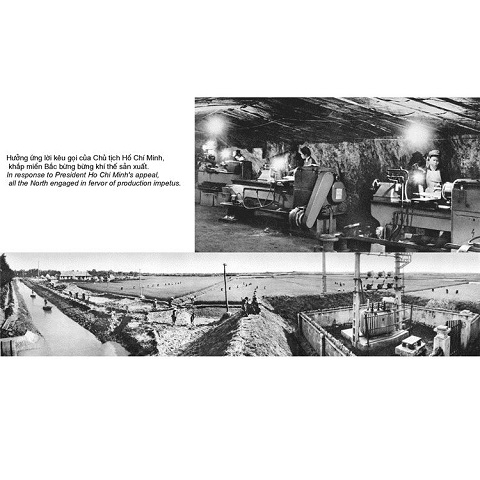 Hưởng ứng lời kêu gọi của Chủ tịch Hồ Chí Minh,
khắp miền Bắc bừng bừng khí thế sản xuất.
In response to President Ho Chi Minh's appeal,
all the North engaged in fervor of production impetus.